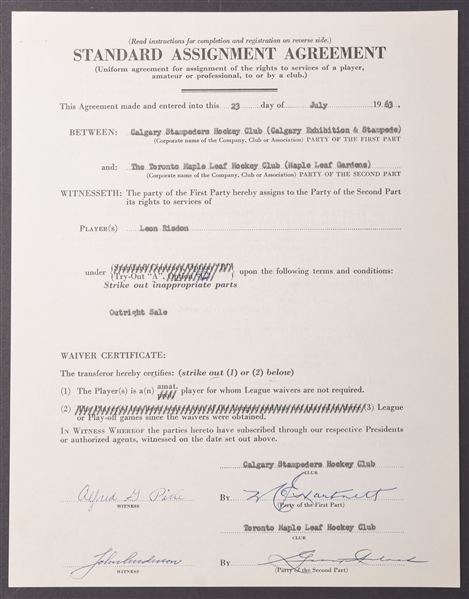 (Read instructions for completion and registration on reverse side.)
STANDARD ASSIGNMENT AGREEMENT
(Uniform agreement for assignment of the rights to services of a player,
amateur or professional, to or by a club.)
This Agreement made and entered into this 23 day of July 1963,
BETWEEN: Calgary Stampeders Hockey Club (Calgary Exhibition & Stampede)
(Corporate name of the Company, Club or Association) PARTY OF THE FIRST PART
and: The Toronto Maple Leaf Hockey Club (Maple Leaf Gardens)
(Corporate name of the Company, Club or Association) PARTY OF THE SECOND PART
WITNESSETH: The party of the First Party hereby assigns to the Party of the Second Part
its rights to services of
PLAYER(S) Leon Risdon
under (Try-Out "A", upon the following terms and conditions:
Strike out inappropriate parts
Outright Sale
WAIVER CERTIFICATE:
The transferor hereby certifies: (strike out (1) or (2) below)
(1) The Player(s) is a(n) amat. player for whom League waivers are not required.
(2) (3) League
or Play-off games since the waivers were obtained.
IN WITNESS WHEREOF the parties hereto have subscribed through our respective Presidents
or authorized agents, witnessed on the date set out above.
Calgary Stampeders Hockey Club
CLUB
Alfred G. By
WITNESS (Party of the First Part)
Toronto Maple Leaf Hockey Club
CLUB
By
WITNESS (Party of the Second Part)